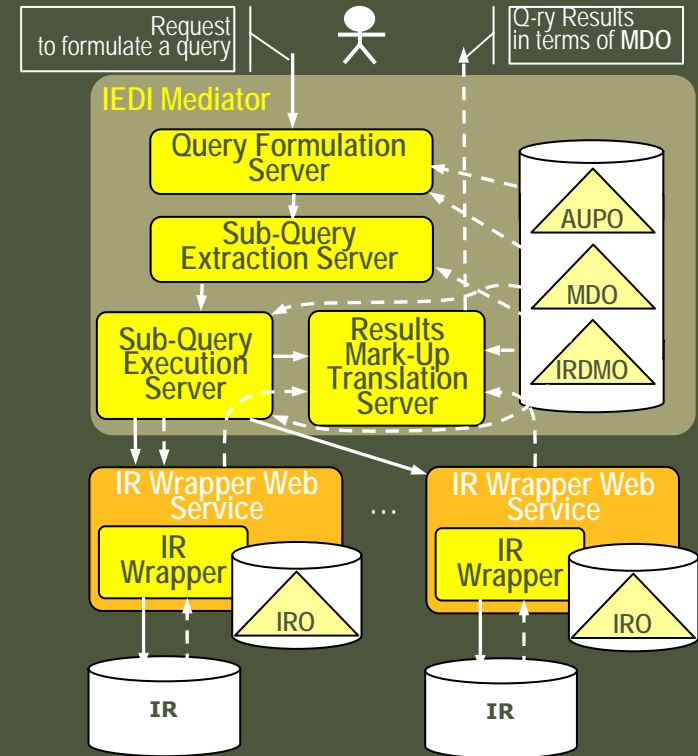 Request
to formulate a query
Q-ry Results
in terms of MDO
IEDI Mediator
Query Formulation
Server
AUPO
Sub-Query
Extraction Server
MDO
Sub-Query
Execution
Server
Results
Mark-Up
Translation
Server
IRDMO
IR Wrapper Web
Service
...
IR Wrapper Web
Service
IR
Wrapper
IRO
IR
Wrapper
IRO
IR
IR